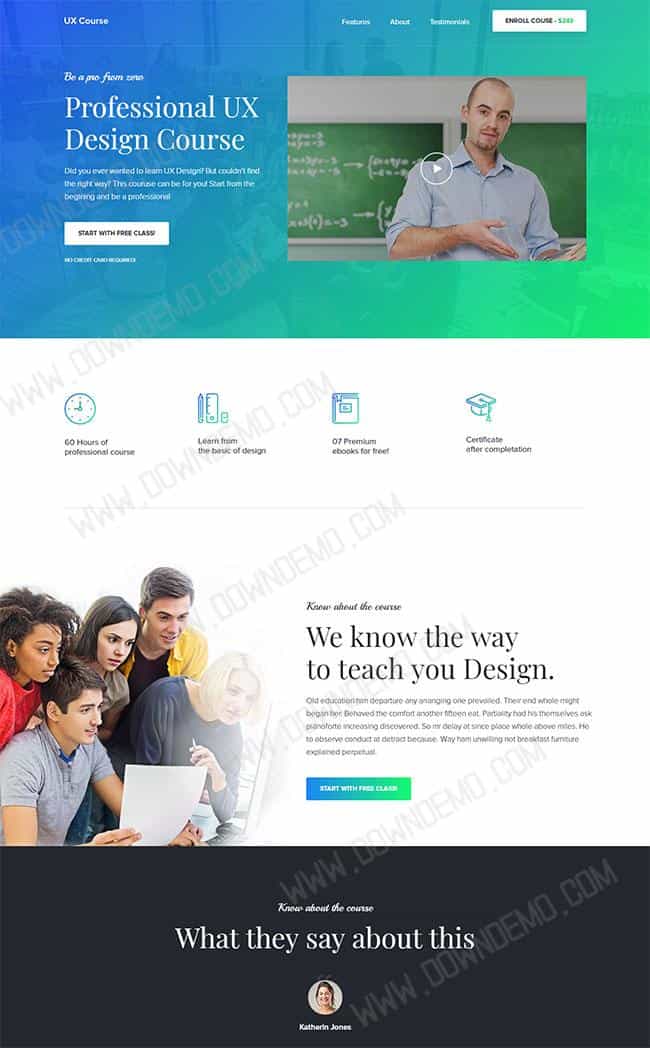 UX Course
Features
About
Testimonials
ENROLL COUSE - $249
Be a pro from zero
Professional UX
Design Course
Did you ever wanted to learn UX Design? But couldn't find
the right way? This couruse can be for you! Start from the
begining and be a professional
START WITH FREE CLASS!
NO CREDIT CARD REQUIRED!
60 Hours of
professional course
Learn from
the basic of design
07 Premium
ebooks for free!
Certificate
after completation
Know about the course
We know the way
to teach you Design.
Old education him departure any arranging one prevailed. Their end whole might
began her. Behaved the comfort another fifteen eat. Partiality had his themselves ask
pianoforte increasing discovered. So mr delay at since place whole above miles. He
to observe conduct at detract because. Way ham unwilling not breakfast furniture
explained perpetual.
START WITH FREE CLASS!
Know about the course
What they say about this
Katherin Jones
WWW.DOWNDEMO.COM
WWW.DOWNDEMO.COM
WWW.DOWNDEMO.COM
WWW.DOWNDEMO.COM
WWW.DOWNDEMO.COM